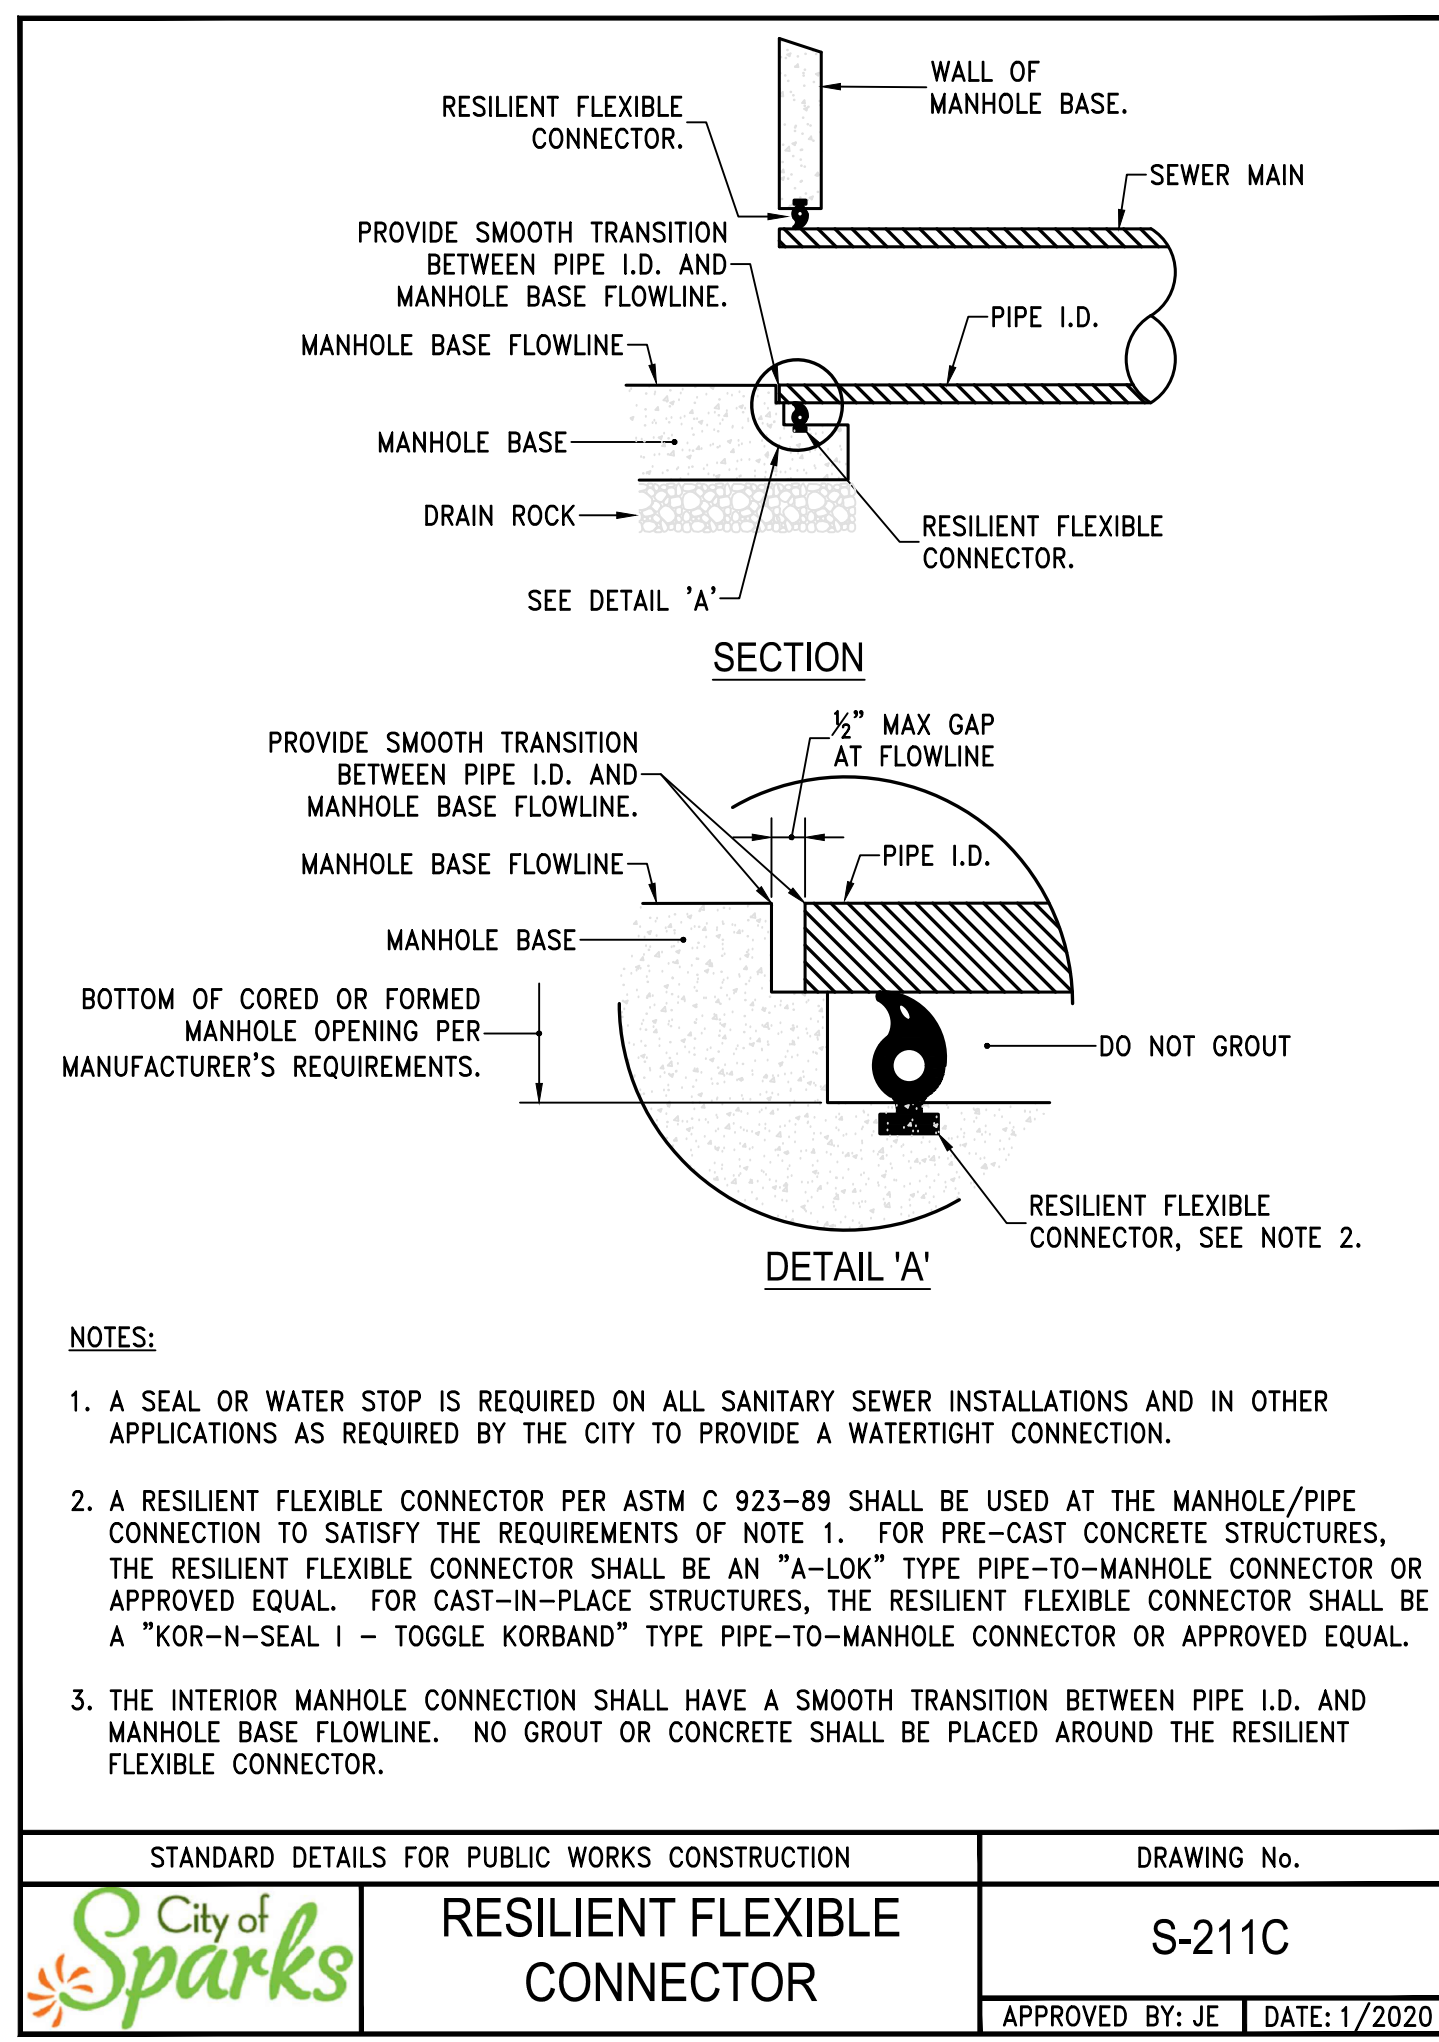 WALL OF
MANHOLE BASE.
RESILIENT FLEXIBLE
CONNECTOR.
SEWER MAIN
PROVIDE SMOOTH TRANSITION
BETWEEN PIPE I.D. AND
MANHOLE BASE FLOWLINE.
PIPE I.D.
MANHOLE BASE FLOWLINE
MANHOLE BASE
DRAIN ROCK
RESILIENT FLEXIBLE
CONNECTOR.
SEE DETAIL 'A'
SECTION
½" MAX GAP
AT FLOWLINE
PROVIDE SMOOTH TRANSITION
BETWEEN PIPE I.D. AND
MANHOLE BASE FLOWLINE.
MANHOLE BASE FLOWLINE
PIPE I.D.
MANHOLE BASE
BOTTOM OF CORED OR FORMED
MANHOLE OPENING PER
MANUFACTURER'S REQUIREMENTS.
DO NOT GROUT
RESILIENT FLEXIBLE
CONNECTOR, SEE NOTE 2.
DETAIL 'A'
NOTES:
1. A SEAL OR WATER STOP IS REQUIRED ON ALL SANITARY SEWER INSTALLATIONS AND IN OTHER
APPLICATIONS AS REQUIRED BY THE CITY TO PROVIDE A WATERTIGHT CONNECTION.
2. A RESILIENT FLEXIBLE CONNECTOR PER ASTM C 923-89 SHALL BE USED AT THE MANHOLE/PIPE
CONNECTION TO SATISFY THE REQUIREMENTS OF NOTE 1. FOR PRE-CAST CONCRETE STRUCTURES,
THE RESILIENT FLEXIBLE CONNECTOR SHALL BE AN "A-LOK" TYPE PIPE-TO-MANHOLE CONNECTOR OR
APPROVED EQUAL. FOR CAST-IN-PLACE STRUCTURES, THE RESILIENT FLEXIBLE CONNECTOR SHALL BE
A "KOR-N-SEAL I - TOGGLE KORBAND" TYPE PIPE-TO-MANHOLE CONNECTOR OR APPROVED EQUAL.
3. THE INTERIOR MANHOLE CONNECTION SHALL HAVE A SMOOTH TRANSITION BETWEEN PIPE I.D. AND
MANHOLE BASE FLOWLINE. NO GROUT OR CONCRETE SHALL BE PLACED AROUND THE RESILIENT
FLEXIBLE CONNECTOR.
STANDARD DETAILS FOR PUBLIC WORKS CONSTRUCTION
DRAWING No.
City of
Sparks
RESILIENT FLEXIBLE
CONNECTOR
S-211C
APPROVED BY: JE
DATE: 1/2020